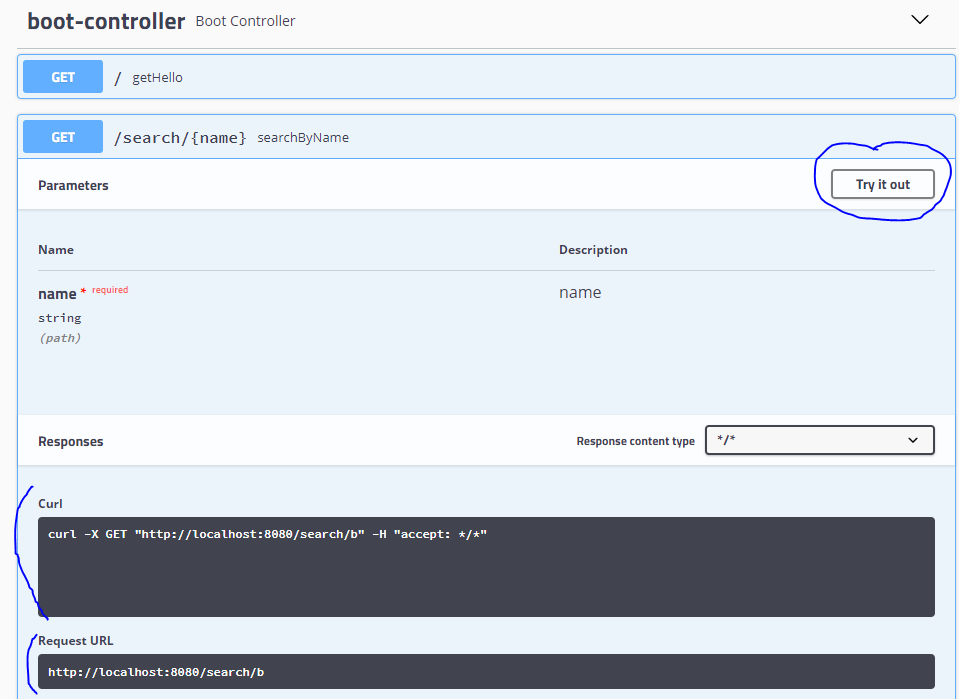 boot-controller Boot Controller
GET / getHello
GET /search/{name} searchByName
Parameters Try it out
Name Description
name * required name
string
(path)
Responses Response content type */*
Curl
curl -X GET "http://localhost:8080/search/b" -H "accept: */*"
Request URL
http://localhost:8080/search/b